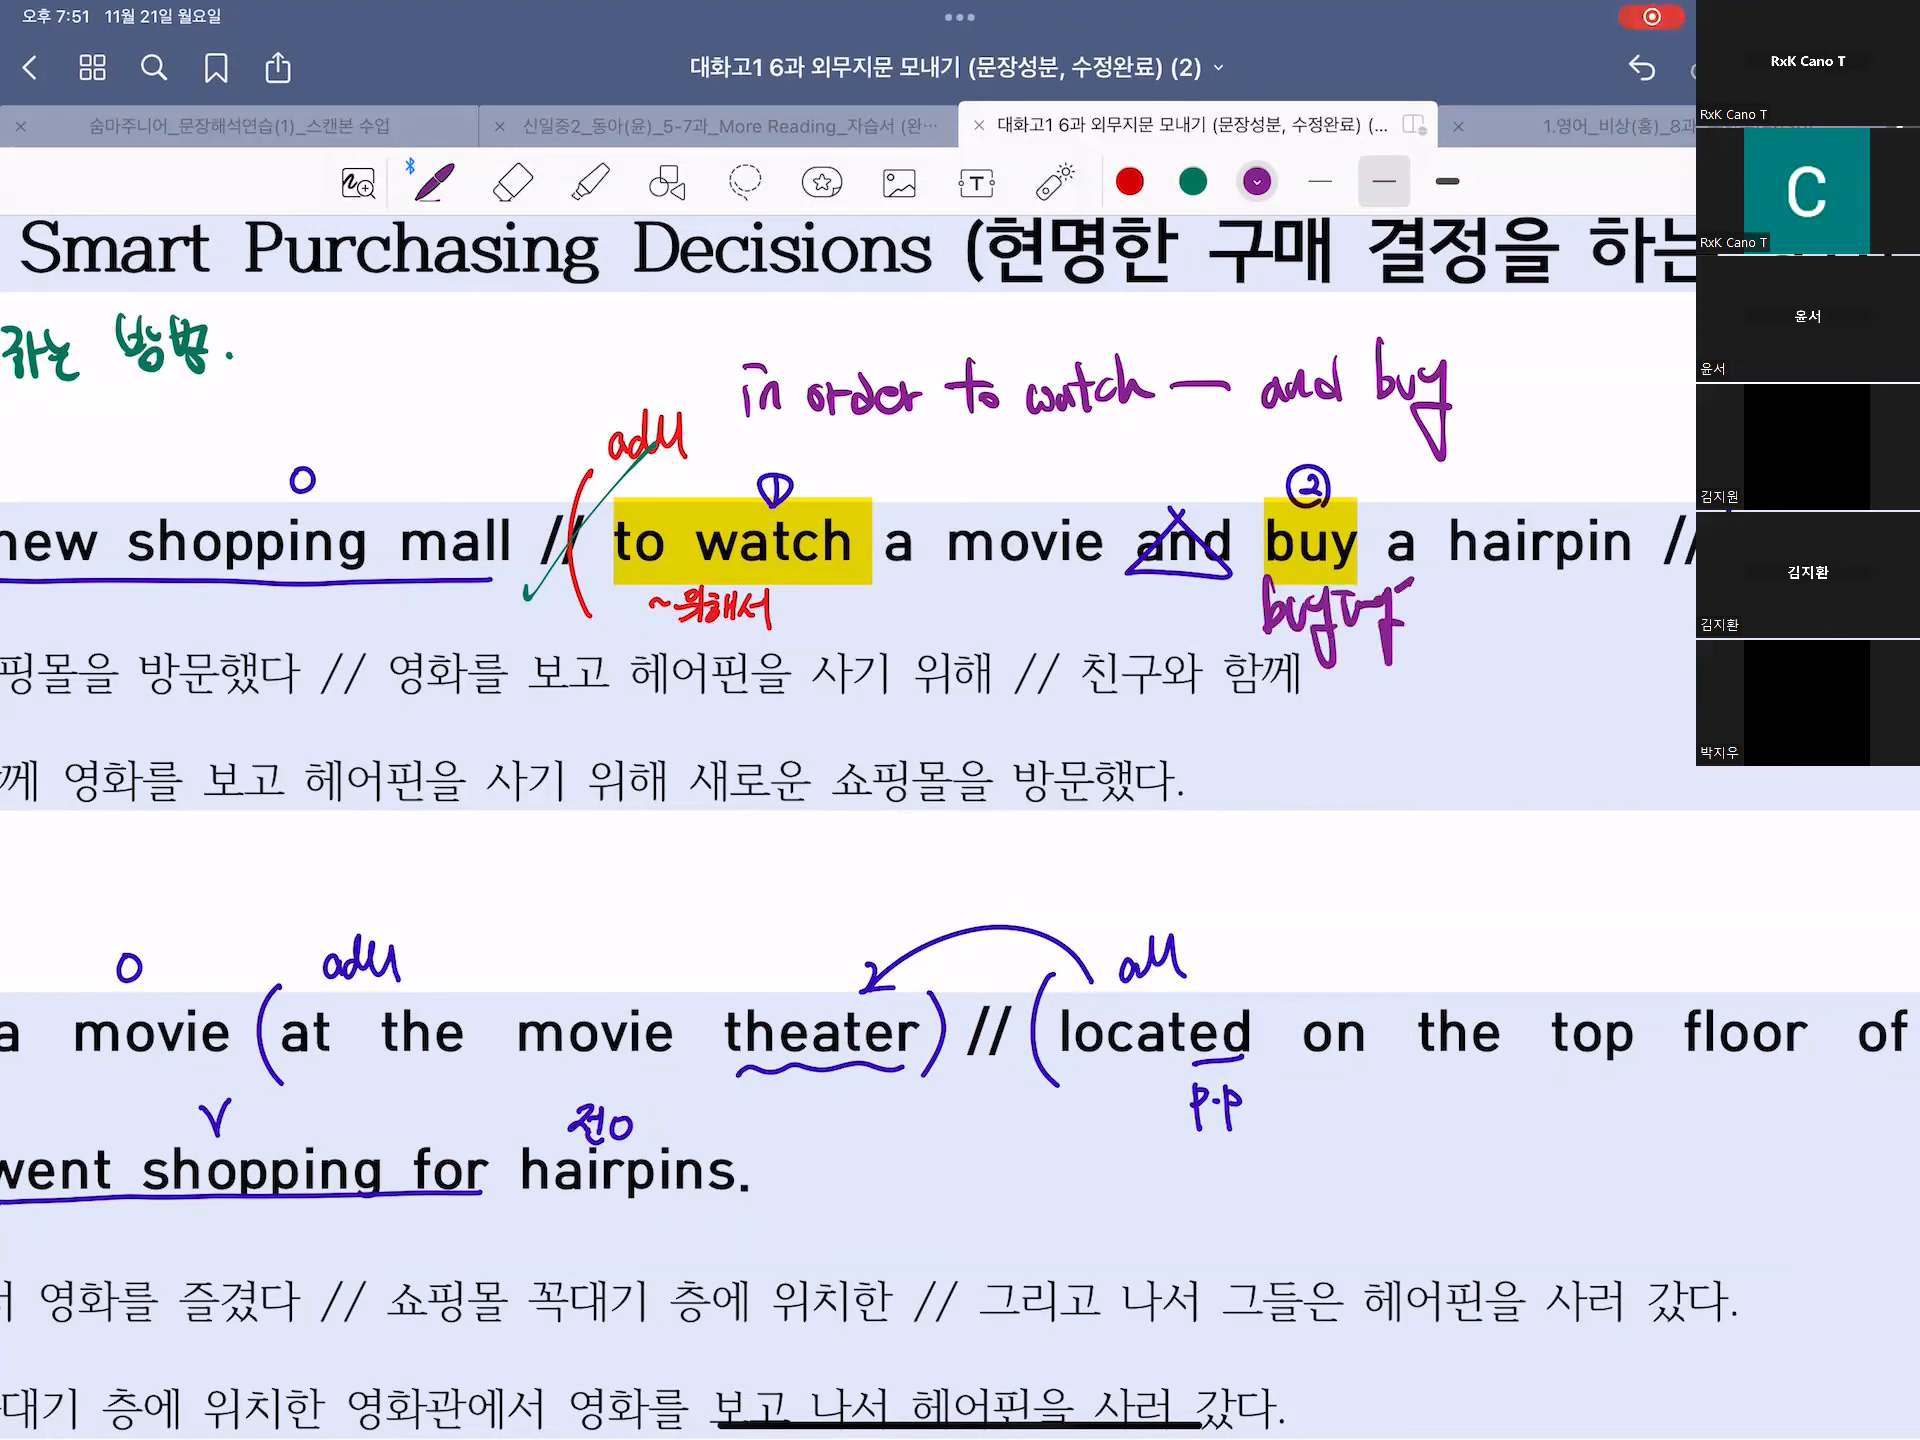 오후 7:51 11월 21일 월요일
대화고1 6과 외무지문 모내기 (문장성분, 수정완료) (2)
숨마주니어_문장해석연습(1)_스캔본 수업
신일중2_동아(윤)_5-7과_More Reading_자습서 (완…
대화고1 6과 외무지문 모내기 (문장성분, 수정완료) (…
1.영어_비상(홍)_8과
Smart Purchasing Decisions (현명한 구매 결정을 하는
하는 방법.
in order to watch — and buy
adv
O ① ②
new shopping mall // to watch a movie and buy a hairpin //
~위해서
buying
핑몰을 방문했다 // 영화를 보고 헤어핀을 사기 위해 // 친구와 함께
께 영화를 보고 헤어핀을 사기 위해 새로운 쇼핑몰을 방문했다.
O adv
a movie (at the movie theater) // (located on the top floor of
p.p
V 전O
went shopping for hairpins.
서 영화를 즐겼다 // 쇼핑몰 꼭대기 층에 위치한 // 그리고 나서 그들은 헤어핀을 사러 갔다.
대기 층에 위치한 영화관에서 영화를 보고 나서 헤어핀을 사러 갔다.
RxK Cano T
RxK Cano T
C
RxK Cano T
윤서
윤서
김지원
김지환
김지환
박지우